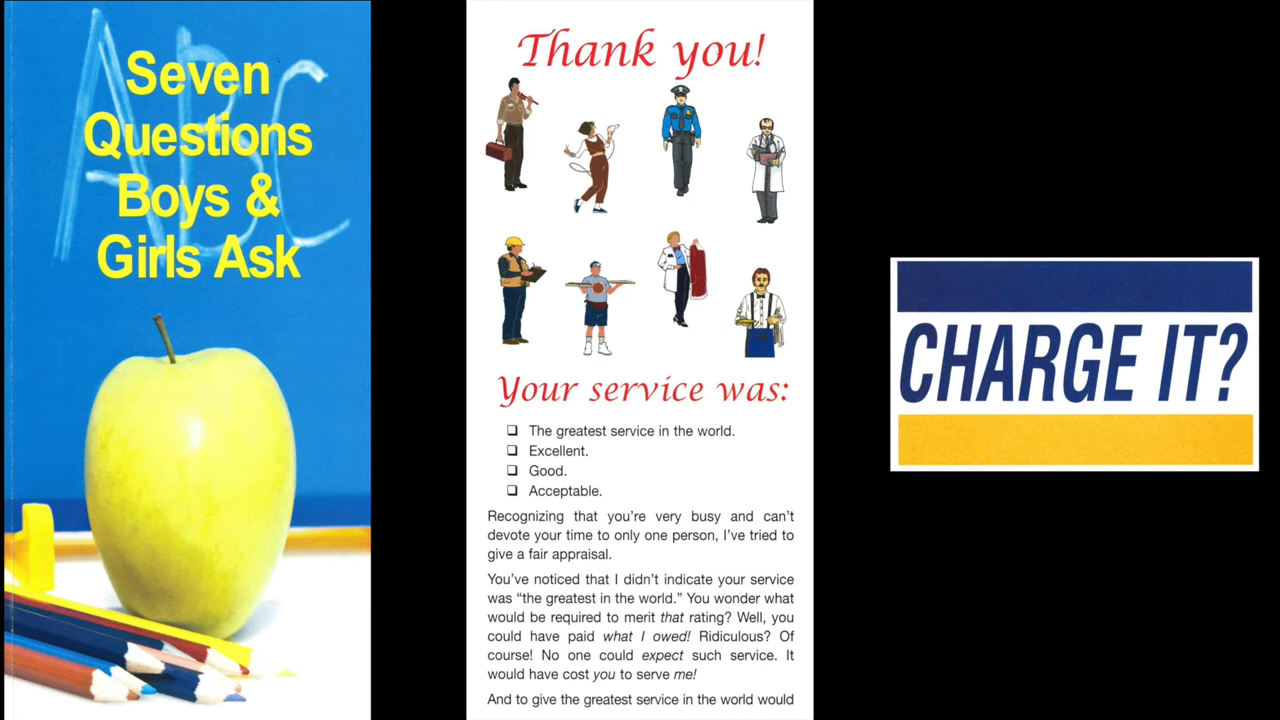 ABC
Seven
Questions
Boys &
Girls Ask
Thank you!
Your service was:
❑ The greatest service in the world.
❑ Excellent.
❑ Good.
❑ Acceptable.
Recognizing that you’re very busy and can’t
devote your time to only one person, I’ve tried to
give a fair appraisal.
You’ve noticed that I didn’t indicate your service
was “the greatest in the world.” You wonder what
would be required to merit that rating? Well, you
could have paid what I owed! Ridiculous? Of
course! No one could expect such service. It
would have cost you to serve me!
And to give the greatest service in the world would
CHARGE IT?